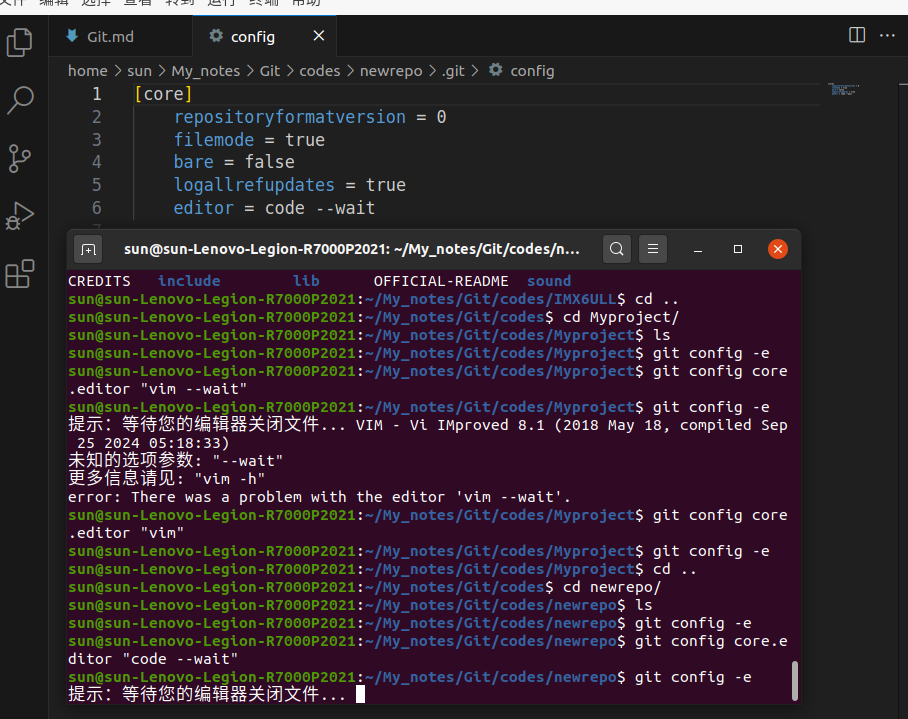 文件 编辑 选择 查看 转到 运行 终端 帮助
Git.md
config
home > sun > My_notes > Git > codes > newrepo > .git > config
1 [core]
2 repositoryformatversion = 0
3 filemode = true
4 bare = false
5 logallrefupdates = true
6 editor = code --wait
7
sun@sun-Lenovo-Legion-R7000P2021: ~/My_notes/Git/codes/n...
CREDITS include lib OFFICIAL-README sound
sun@sun-Lenovo-Legion-R7000P2021:~/My_notes/Git/codes/IMX6ULL$ cd ..
sun@sun-Lenovo-Legion-R7000P2021:~/My_notes/Git/codes$ cd Myproject/
sun@sun-Lenovo-Legion-R7000P2021:~/My_notes/Git/codes/Myproject$ ls
sun@sun-Lenovo-Legion-R7000P2021:~/My_notes/Git/codes/Myproject$ git config -e
sun@sun-Lenovo-Legion-R7000P2021:~/My_notes/Git/codes/Myproject$ git config core
.editor "vim --wait"
sun@sun-Lenovo-Legion-R7000P2021:~/My_notes/Git/codes/Myproject$ git config -e
提示：等待您的编辑器关闭文件... VIM - Vi IMproved 8.1 (2018 May 18, compiled Sep
25 2024 05:18:33)
未知的选项参数: "--wait"
更多信息请见: "vim -h"
error: There was a problem with the editor 'vim --wait'.
sun@sun-Lenovo-Legion-R7000P2021:~/My_notes/Git/codes/Myproject$ git config core
.editor "vim"
sun@sun-Lenovo-Legion-R7000P2021:~/My_notes/Git/codes/Myproject$ git config -e
sun@sun-Lenovo-Legion-R7000P2021:~/My_notes/Git/codes/Myproject$ cd ..
sun@sun-Lenovo-Legion-R7000P2021:~/My_notes/Git/codes$ cd newrepo/
sun@sun-Lenovo-Legion-R7000P2021:~/My_notes/Git/codes/newrepo$ ls
sun@sun-Lenovo-Legion-R7000P2021:~/My_notes/Git/codes/newrepo$ git config -e
sun@sun-Lenovo-Legion-R7000P2021:~/My_notes/Git/codes/newrepo$ git config core.e
ditor "code --wait"
sun@sun-Lenovo-Legion-R7000P2021:~/My_notes/Git/codes/newrepo$ git config -e
提示：等待您的编辑器关闭文件...